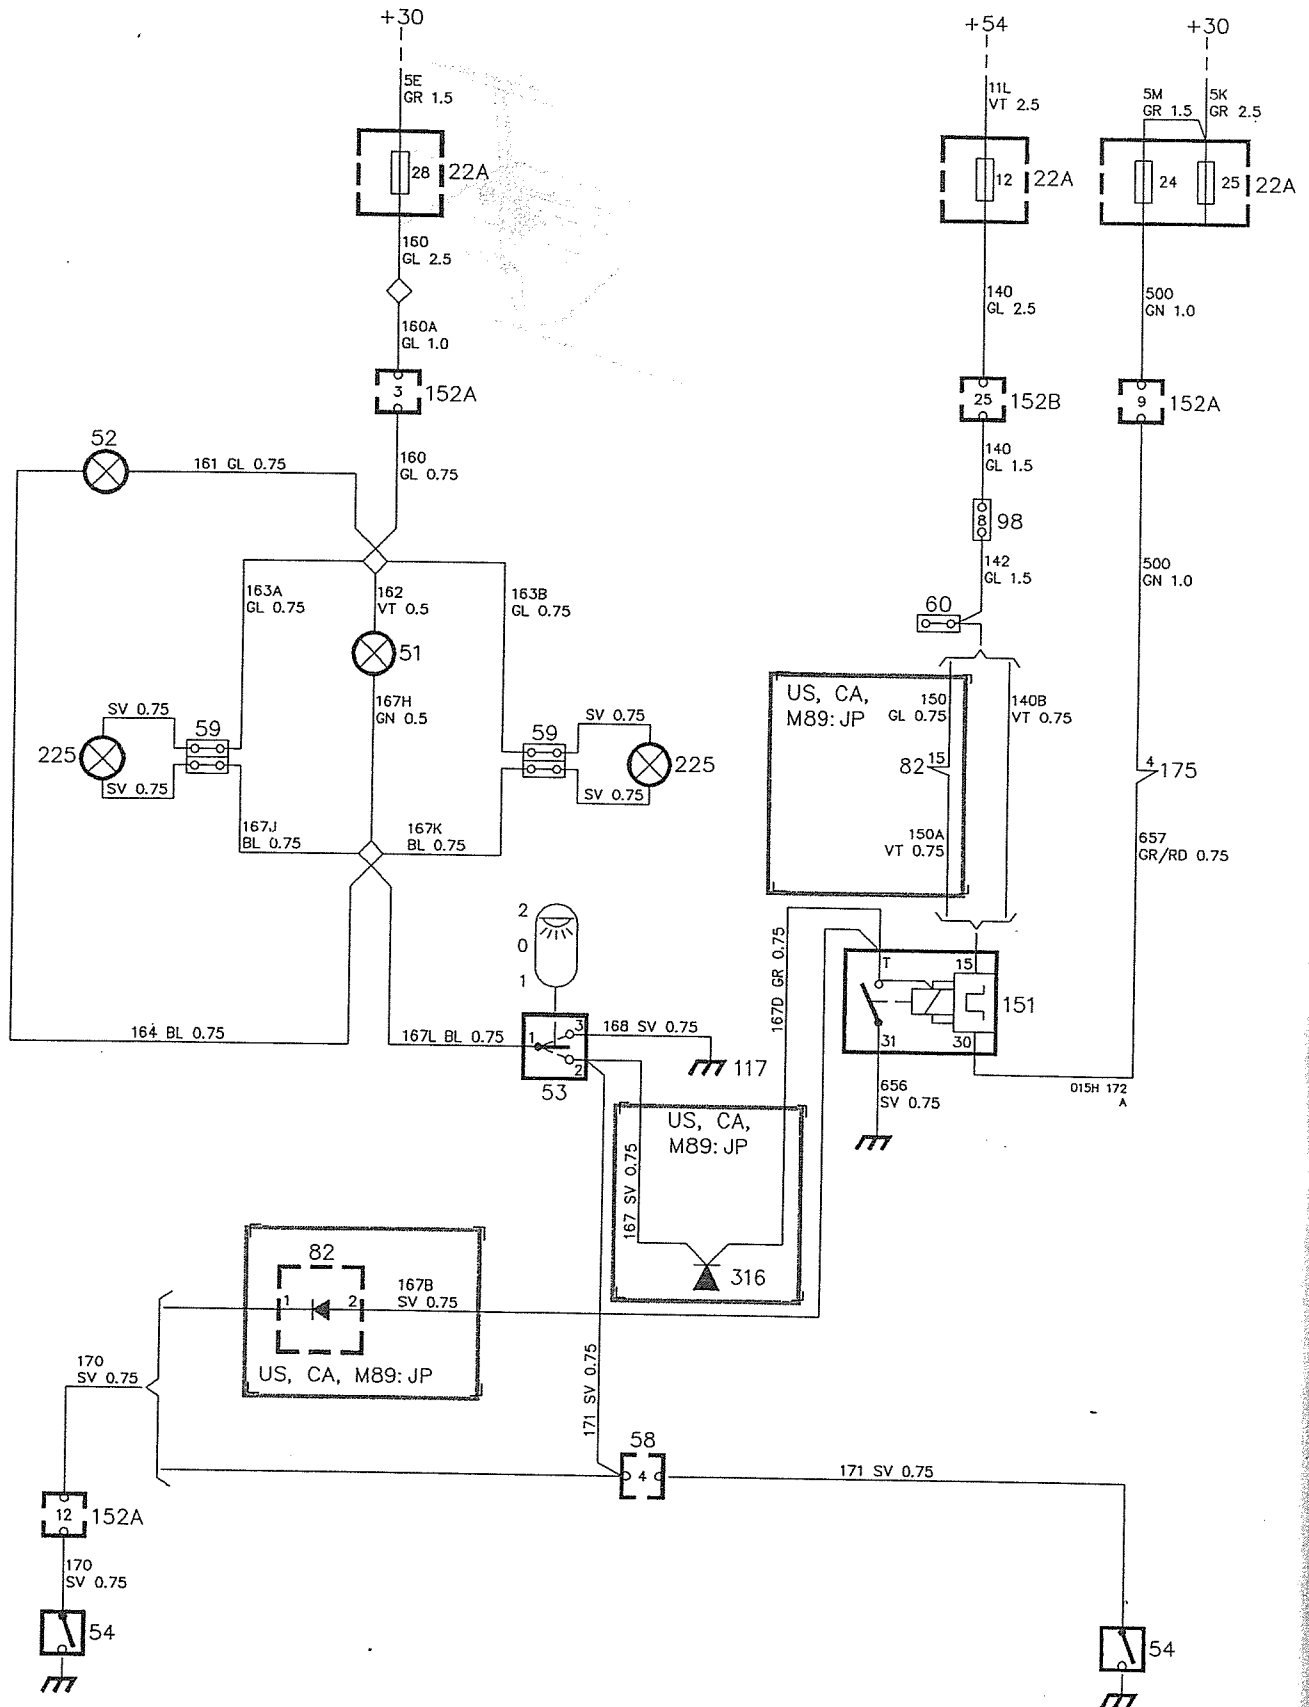 +30
+54
+30
5E
GR 1.5
11L
VT 2.5
5M
GR 1.5
5K
GR 2.5
28
22A
12
22A
24
25
22A
160
GL 2.5
140
GL 2.5
500
GN 1.0
160A
GL 1.0
3
152A
25
152B
9
152A
52
161 GL 0.75
160
GL 0.75
140
GL 1.5
8
98
163A
GL 0.75
162
VT 0.5
163B
GL 0.75
142
GL 1.5
500
GN 1.0
60
51
US, CA,
M89: JP
150
GL 0.75
140B
VT 0.75
167H
GN 0.5
SV 0.75
59
225
SV 0.75
SV 0.75
59
225
SV 0.75
82
15
4
175
167J
BL 0.75
167K
BL 0.75
150A
VT 0.75
657
GR/RD 0.75
2
0
1
167D GR 0.75
T
15
151
31
30
164 BL 0.75
167L BL 0.75
1
3
2
168 SV 0.75
117
53
656
SV 0.75
015H 172
A
US, CA,
M89: JP
167 SV 0.75
316
82
1
2
167B
SV 0.75
US, CA, M89: JP
170
SV 0.75
171 SV 0.75
58
4
171 SV 0.75
12
152A
170
SV 0.75
54
54